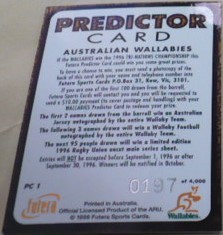 PREDICTOR
CARD
AUSTRALIAN WALLABIES
If the WALLABIES win the 1996 TRI-NATIONS CHAMPIONSHIP this
Futera Predictor Card could win you some great prizes.
To have a chance to win, you must send a photocopy of the
back of this card with your name and telephone number into
Futera Sports Cards P.O.Box 31, Kew, Vic, 3101.
If you are one of the first 100 drawn from the barrel,
Futera Sports Cards will contact you and you will be requested to
send a $10.00 payment (to cover postage and handling) with your
WALLABIES Predictor Card to redeem your prize.
The first 2 names drawn from the barrel win an Australian
Jersey autographed by the entire Wallaby Team.
The following 3 names drawn will win a Wallaby Football
autographed by the entire Wallaby Team.
The next 95 people drawn will win a limited edition
1996 Rugby Union uncut mini series sheet.
Entries will NOT be accepted before September 1, 1996 or after
September 30, 1996. Winners will be notified in October.
PC 1
0197 of 4,000
futera
Printed in Australia.
Official Licensed Product of the ARU.
© 1996 Futera Sports Cards.
Wallabies